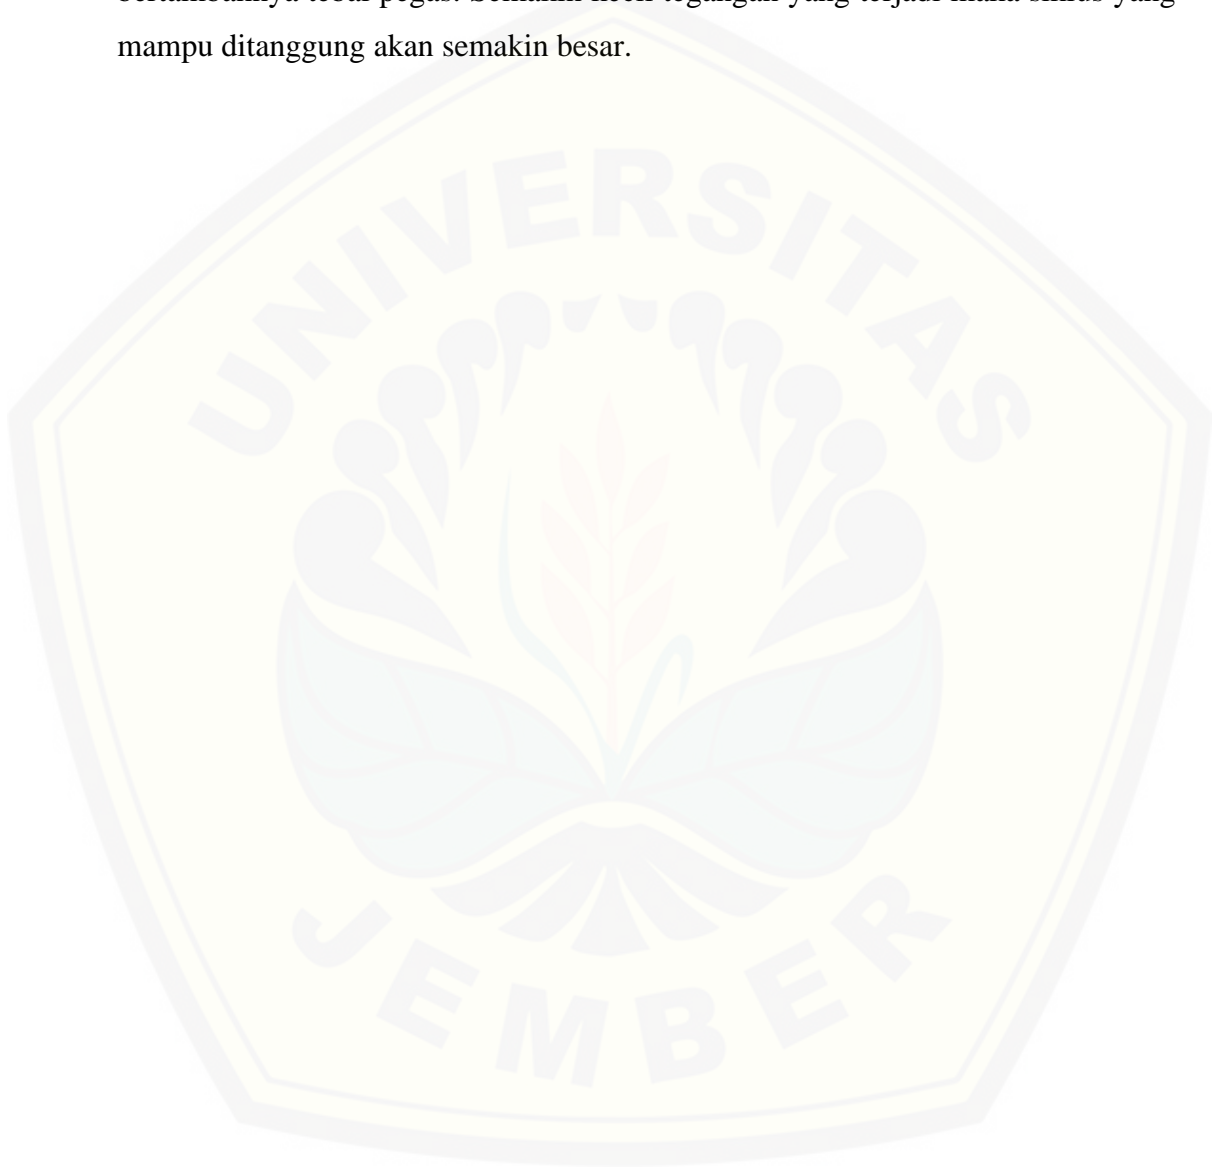 bertambahnya tebal pegas. Semakin kecil tegangan yang terjadi maka siklus yang
mampu ditanggung akan semakin besar.
UNIVERSITAS
JEMBER